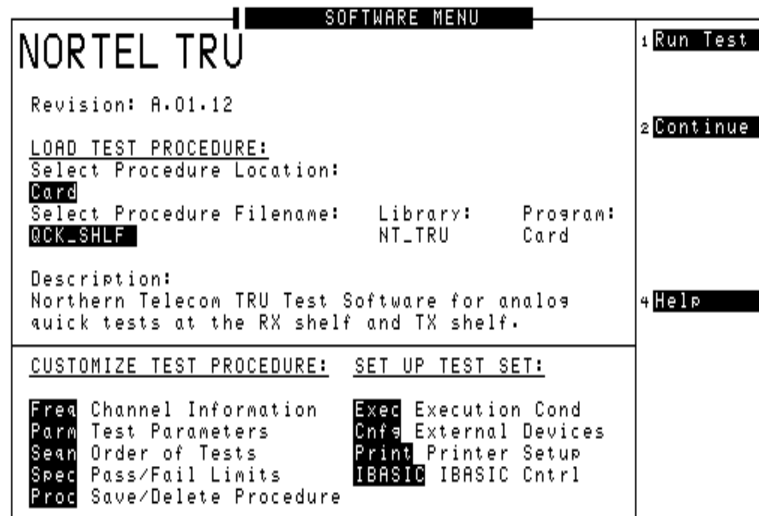 SOFTWARE MENU
NORTEL TRU
Revision: A.01.12
LOAD TEST PROCEDURE:
Select Procedure Location:
Card
Select Procedure Filename: Library: Program:
QCK_SHLF NT_TRU Card
Description:
Northern Telecom TRU Test Software for analog
quick tests at the RX shelf and TX shelf.
CUSTOMIZE TEST PROCEDURE: SET UP TEST SET:
Freq Channel Information Exec Execution Cond
Parm Test Parameters Cnfg External Devices
Seqn Order of Tests Print Printer Setup
Spec Pass/Fail Limits IBASIC IBASIC Cntrl
Proc Save/Delete Procedure
1 Run Test
2 Continue
4 Help